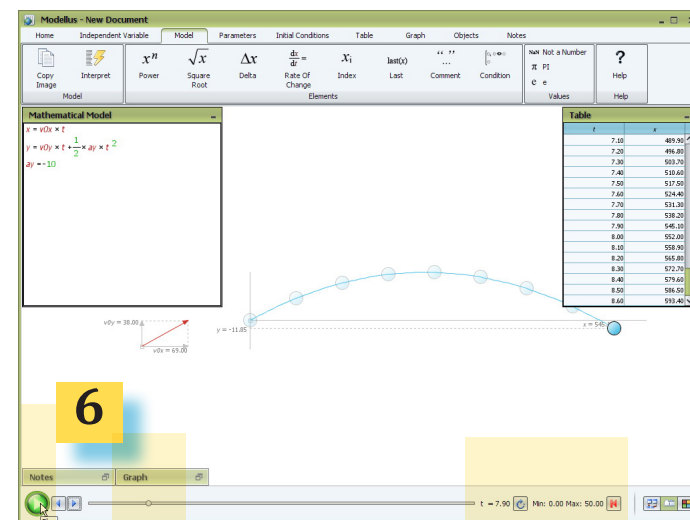 Modellus - New Document
Home Independent Variable Model Parameters Initial Conditions Table Graph Objects Notes
Copy Image
Interpret
xⁿ
Power
√x
Square Root
Δx
Delta
dx/dt =
Rate Of Change
xᵢ
Index
last(x)
Last
“ ”
...
Comment
Condition
NaN Not a Number
π PI
e e
?
Help
Model Elements Values Help
Mathematical Model
x = v0x × t
y = v0y × t + 1/2 × ay × t 2
ay = -10
Table
t x
7.10 489.90
7.20 496.80
7.30 503.70
7.40 510.60
7.50 517.50
7.60 524.40
7.70 531.30
7.80 538.20
7.90 545.10
8.00 552.00
8.10 558.90
8.20 565.80
8.30 572.70
8.40 579.60
8.50 586.50
8.60 593.40
v0y = 38.00
v0x = 69.00
y = -11.85
6
Notes Graph
t = 7.90 Min: 0.00 Max: 50.00